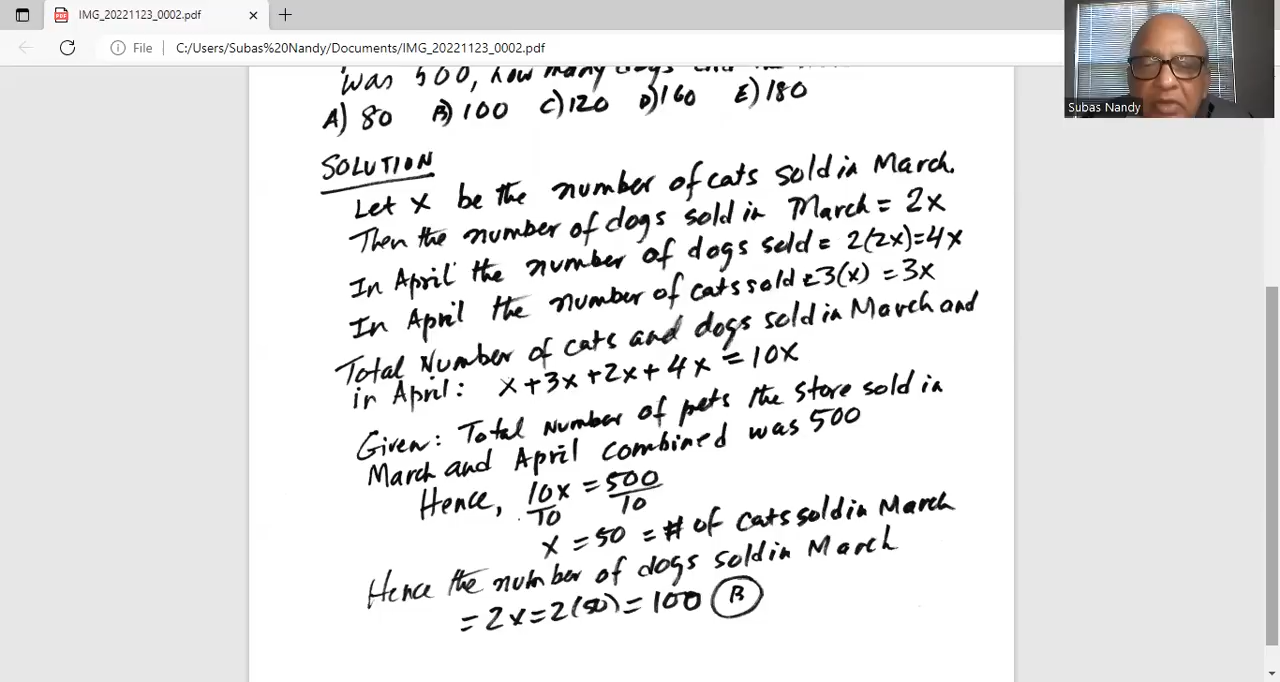 IMG_20221123_0002.pdf
File C:/Users/Subas%20Nandy/Documents/IMG_20221123_0002.pdf
Subas Nandy
was 500, how many dogs
A) 80 B) 100 C) 120 D) 160 E) 180
SOLUTION
Let x be the number of cats sold in March.
Then the number of dogs sold in March = 2x
In April the number of dogs sold = 2(2x)=4x
In April the number of cats sold = 3(x) = 3x
Total Number of cats and dogs sold in March and
in April: x+3x+2x+4x = 10x
Given: Total Number of pets the store sold in
March and April combined was 500
Hence, 10x/10 = 500/10
x = 50 = # of cats sold in March
Hence the number of dogs sold in March
= 2x = 2(50) = 100 B